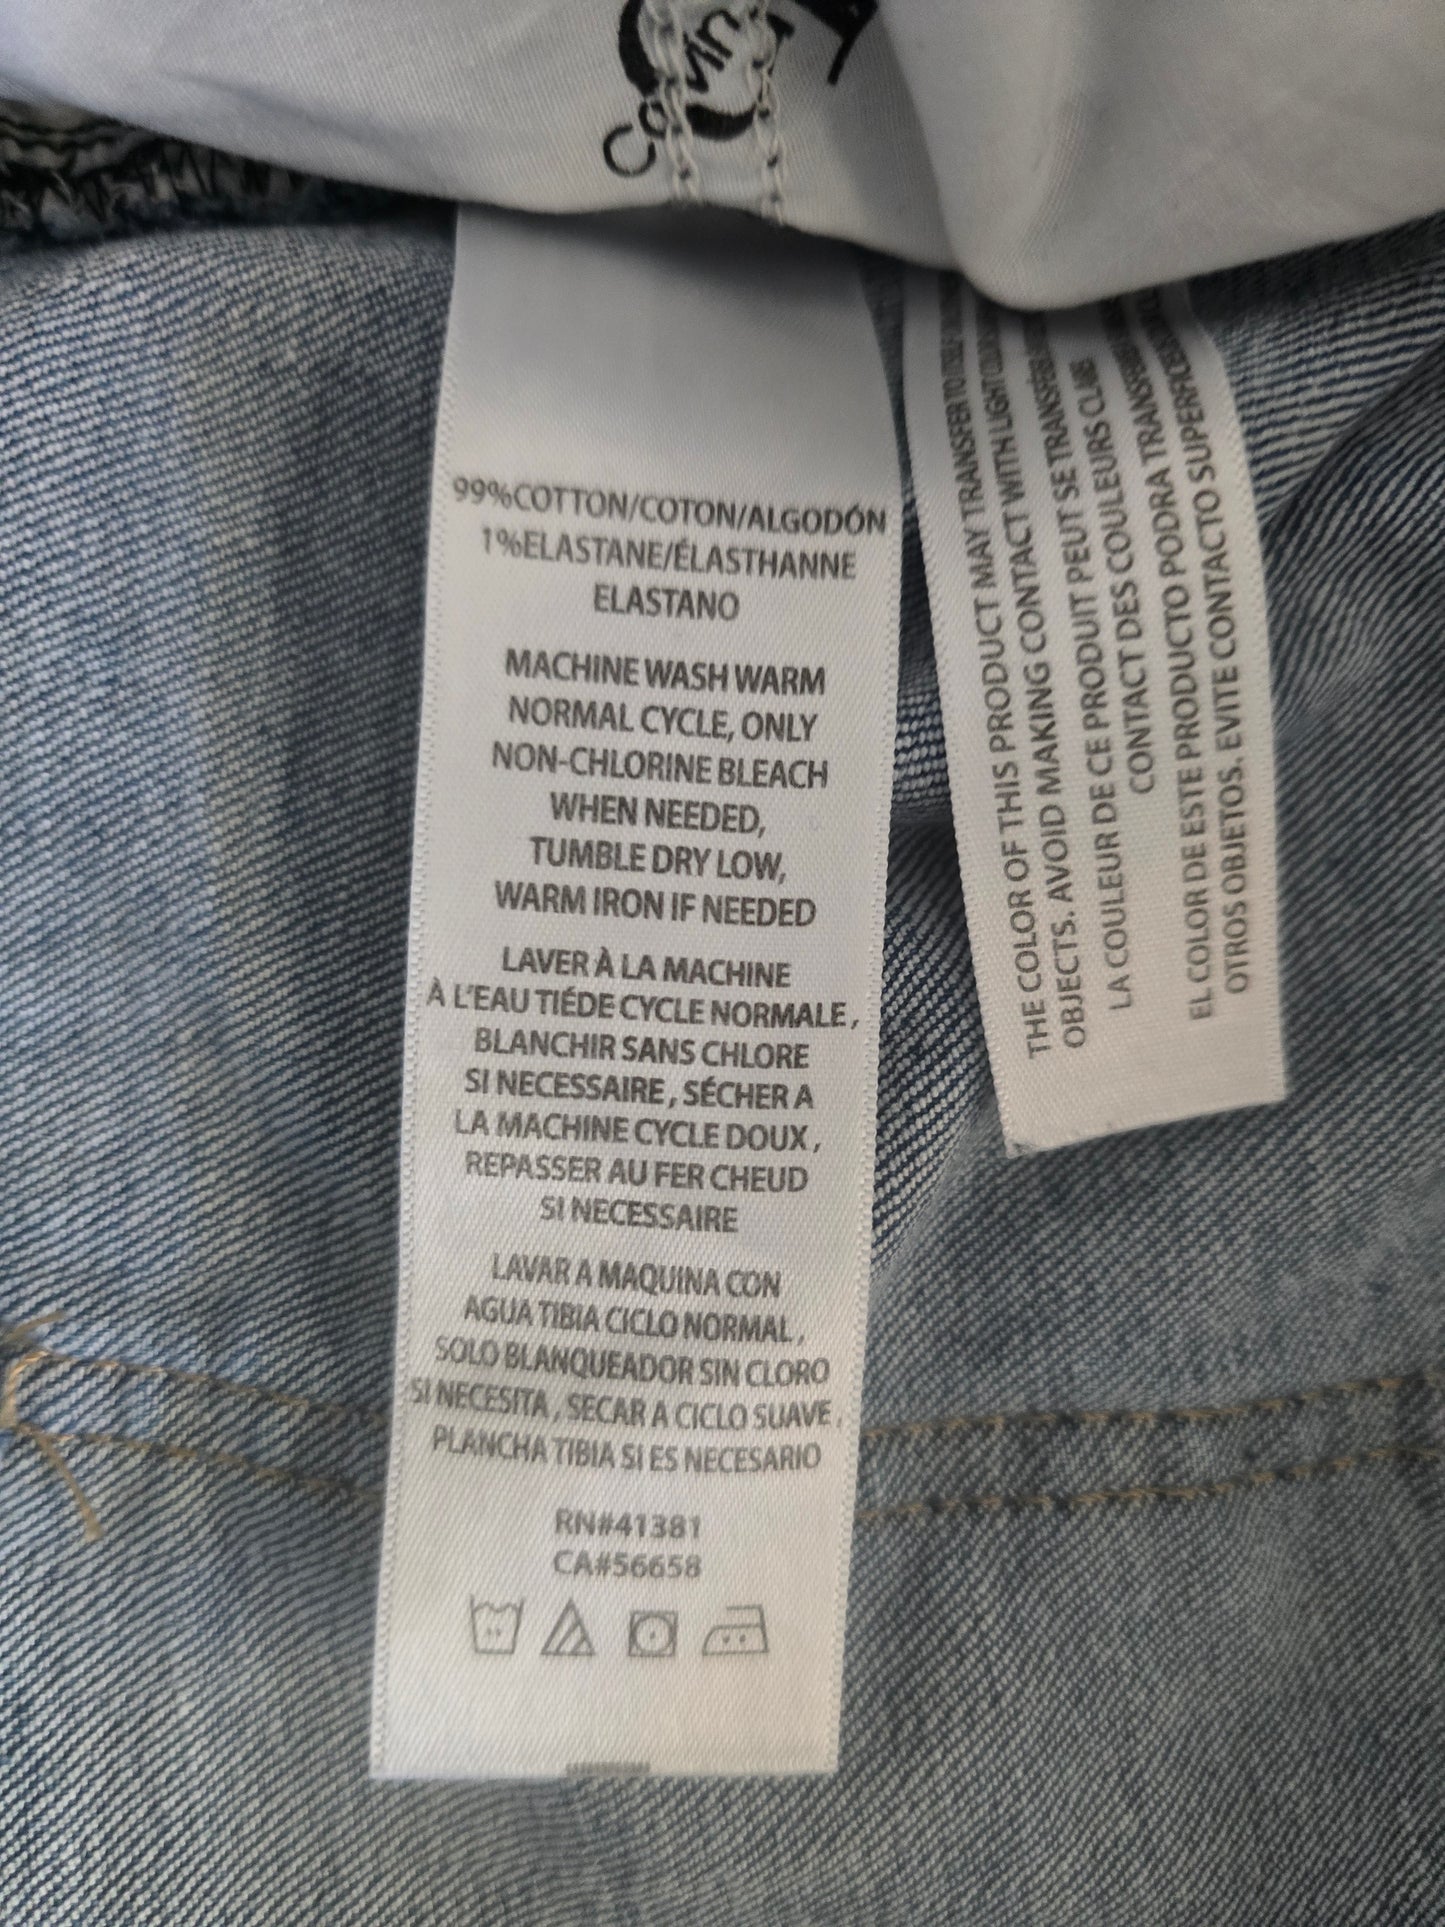 Calvin
99%COTTON/COTON/ALGODÓN
1%ELASTANE/ÉLASTHANNE
ELASTANO
MACHINE WASH WARM
NORMAL CYCLE, ONLY
NON-CHLORINE BLEACH
WHEN NEEDED,
TUMBLE DRY LOW,
WARM IRON IF NEEDED
LAVER À LA MACHINE
À L'EAU TIÉDE CYCLE NORMALE,
BLANCHIR SANS CHLORE
SI NECESSAIRE, SÉCHER A
LA MACHINE CYCLE DOUX,
REPASSER AU FER CHEUD
SI NECESSAIRE
LAVAR A MAQUINA CON
AGUA TIBIA CICLO NORMAL,
SOLO BLANQUEADOR SIN CLORO
SI NECESITA, SECAR A CICLO SUAVE,
PLANCHA TIBIA SI ES NECESARIO
RN#41381
CA#56658
THE COLOR OF THIS PRODUCT MAY TRANSFER TO
OBJECTS. AVOID MAKING CONTACT WITH LIGHT
LA COULEUR DE CE PRODUIT PEUT SE
CONTACT DES COULEURS CLAIRE
EL COLOR DE ESTE PRODUCTO PODRA
OTROS OBJETOS. EVITE CONTACTO